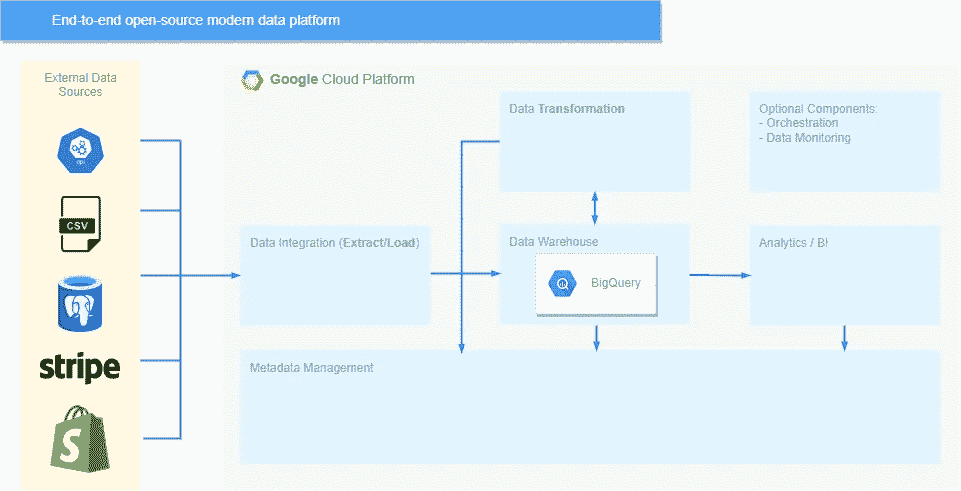 End-to-end open-source modern data platform
External Data
Sources
Google Cloud Platform
Data Transformation
Optional Components:
- Orchestration
- Data Monitoring
api
CSV
Data Integration (Extract/Load)
Data Warehouse
BigQuery
Analytics / BI
stripe
Metadata Management
S